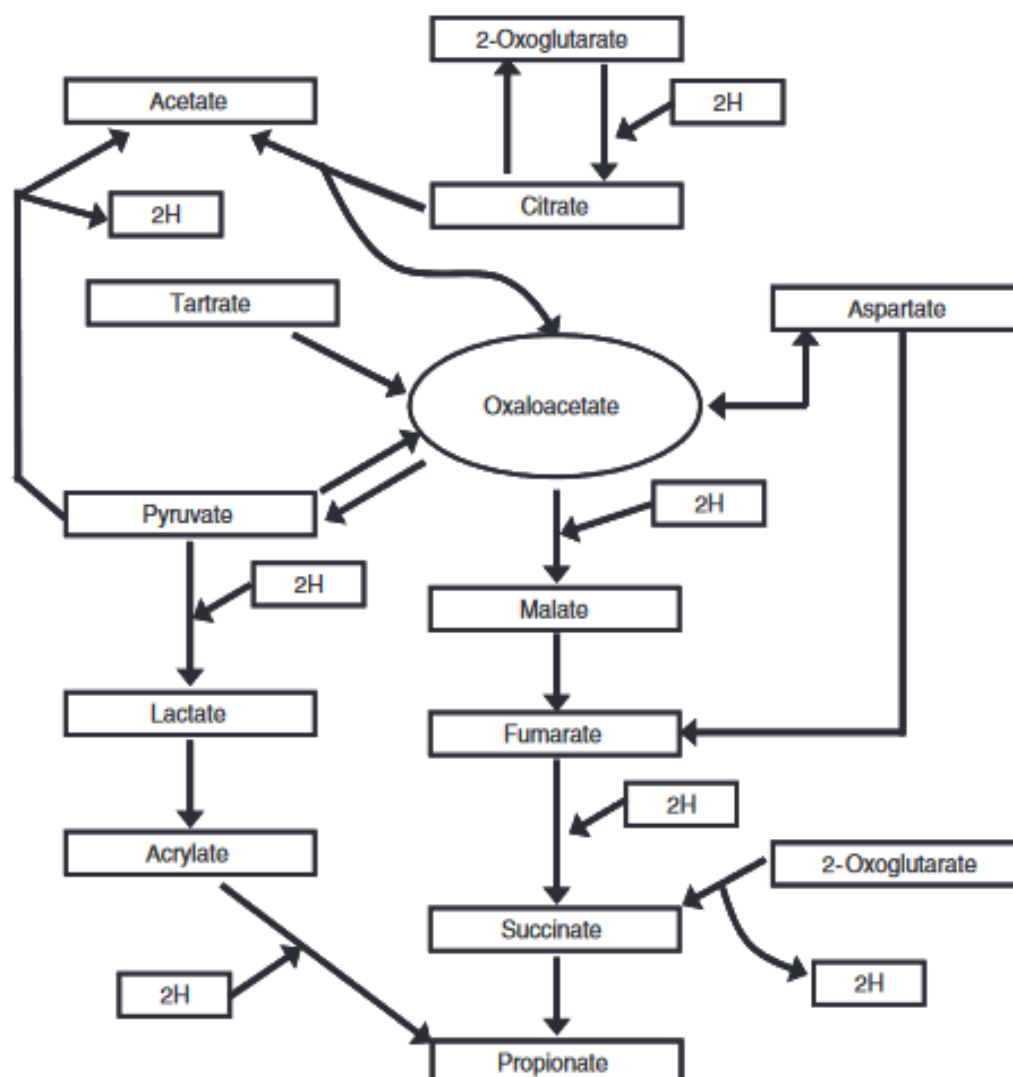 2-Oxoglutarate
Acetate
2H
2H
Citrate
Tartrate
Aspartate
Oxaloacetate
Pyruvate
2H
2H
Malate
Lactate
Fumarate
2H
Acrylate
2-Oxoglutarate
Succinate
2H
2H
Propionate